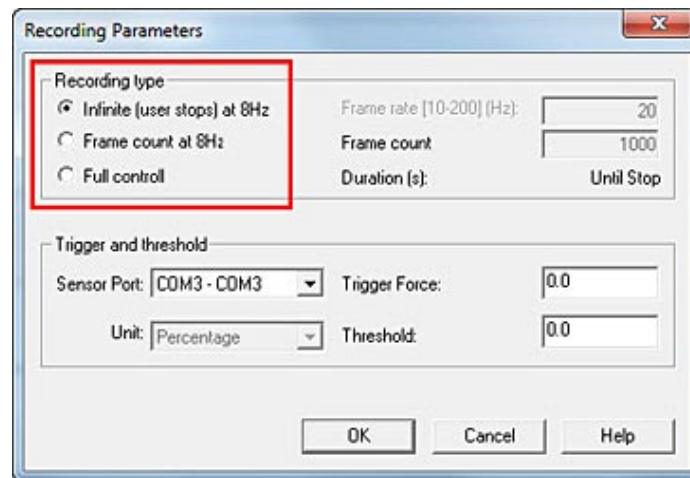 Recording Parameters
Recording type
Infinite (user stops) at 8Hz
Frame rate [10-200] (Hz): 20
Frame count at 8Hz
Frame count 1000
Full controll
Duration (s): Until Stop
Trigger and threshold
Sensor Port: COM3 - COM3
Trigger Force: 0.0
Unit: Percentage
Threshold: 0.0
OK Cancel Help